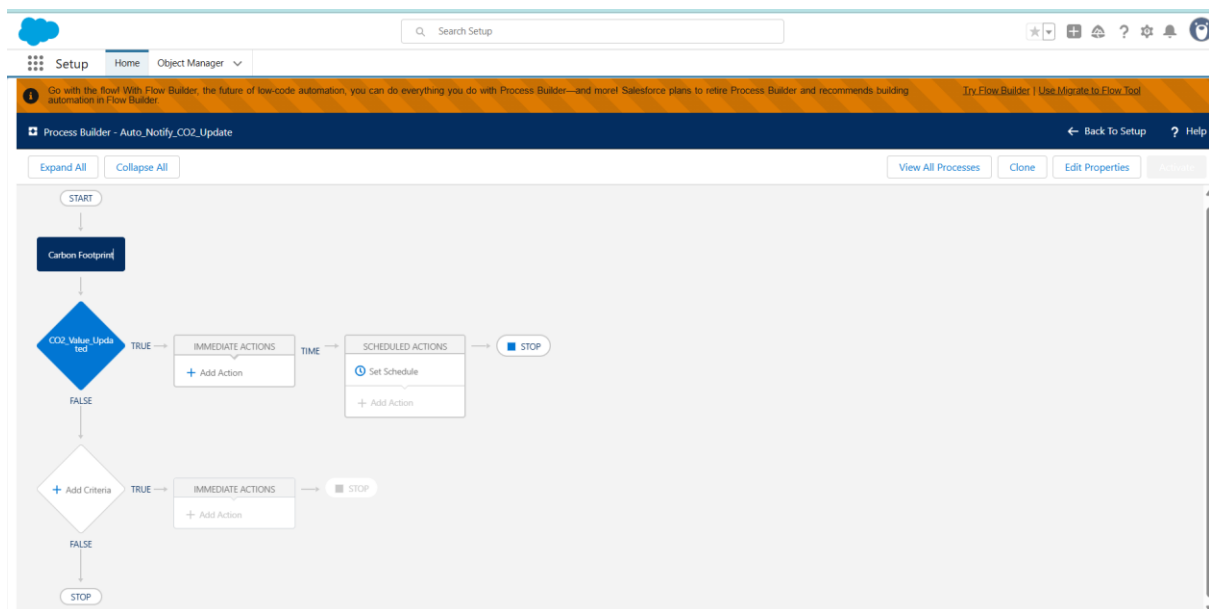 Search Setup
Setup Home Object Manager
Go with the flow! With Flow Builder, the future of low-code automation, you can do everything you do with Process Builder—and more! Salesforce plans to retire Process Builder and recommends building
automation in Flow Builder.
Try Flow Builder | Use Migrate to Flow Tool
Process Builder - Auto_Notify_CO2_Update
Back To Setup ? Help
Expand All Collapse All View All Processes Clone Edit Properties
START
Carbon Footprint
CO2_Value_Upda
ted
TRUE IMMEDIATE ACTIONS TIME SCHEDULED ACTIONS STOP
+ Add Action Set Schedule
+ Add Action
FALSE
+ Add Criteria TRUE IMMEDIATE ACTIONS STOP
+ Add Action
FALSE
STOP